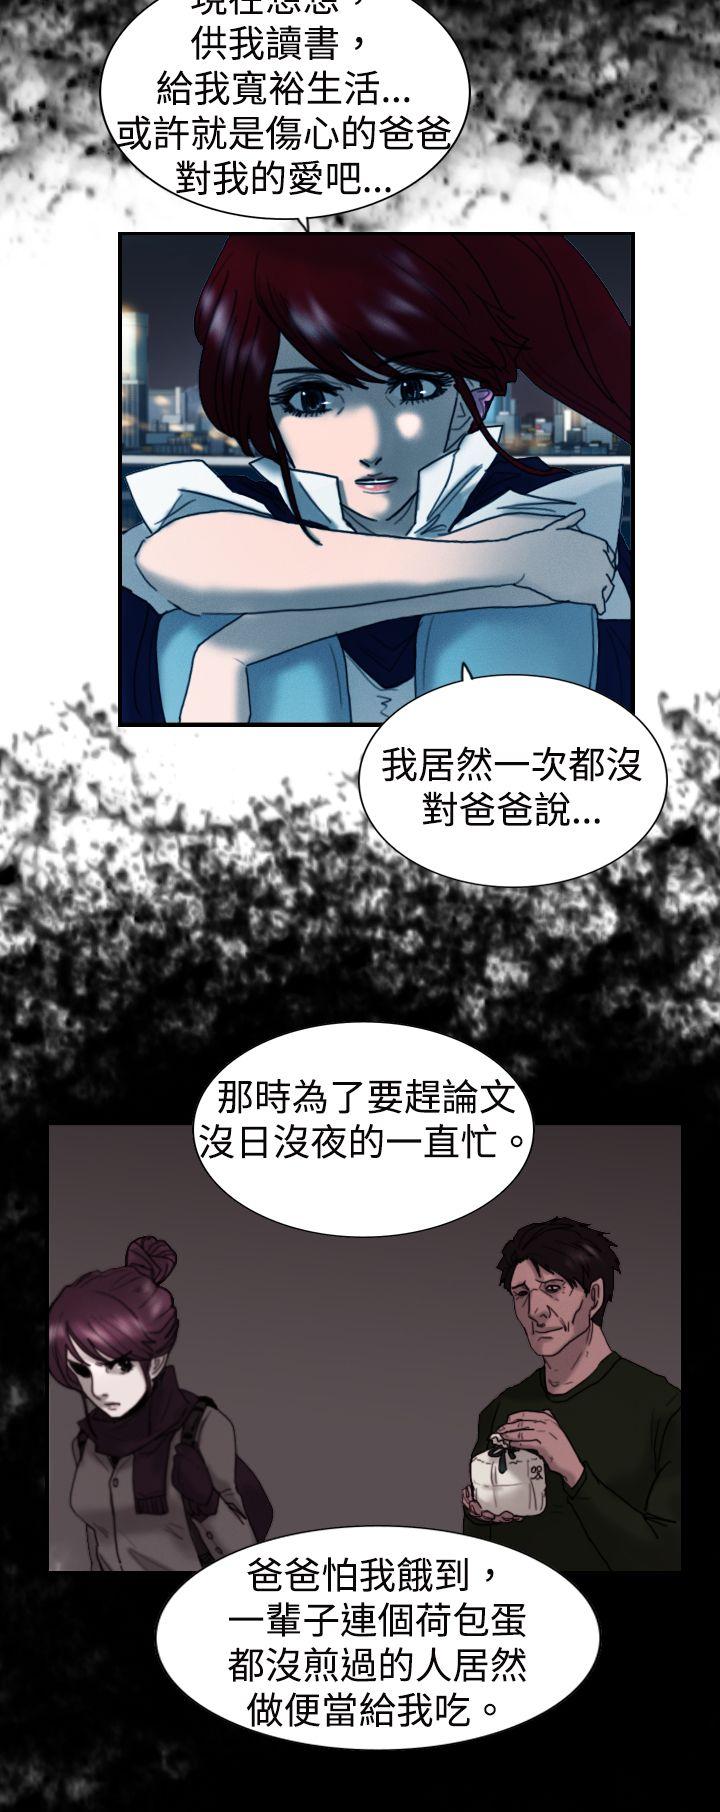 現在想想，
供我讀書，
給我寬裕生活...
或許就是傷心的爸爸
對我的愛吧...
我居然一次都沒
對爸爸說...
那時為了要趕論文
沒日沒夜的一直忙。
爸爸怕我餓到，
一輩子連個荷包蛋
都沒煎過的人居然
做便當給我吃。